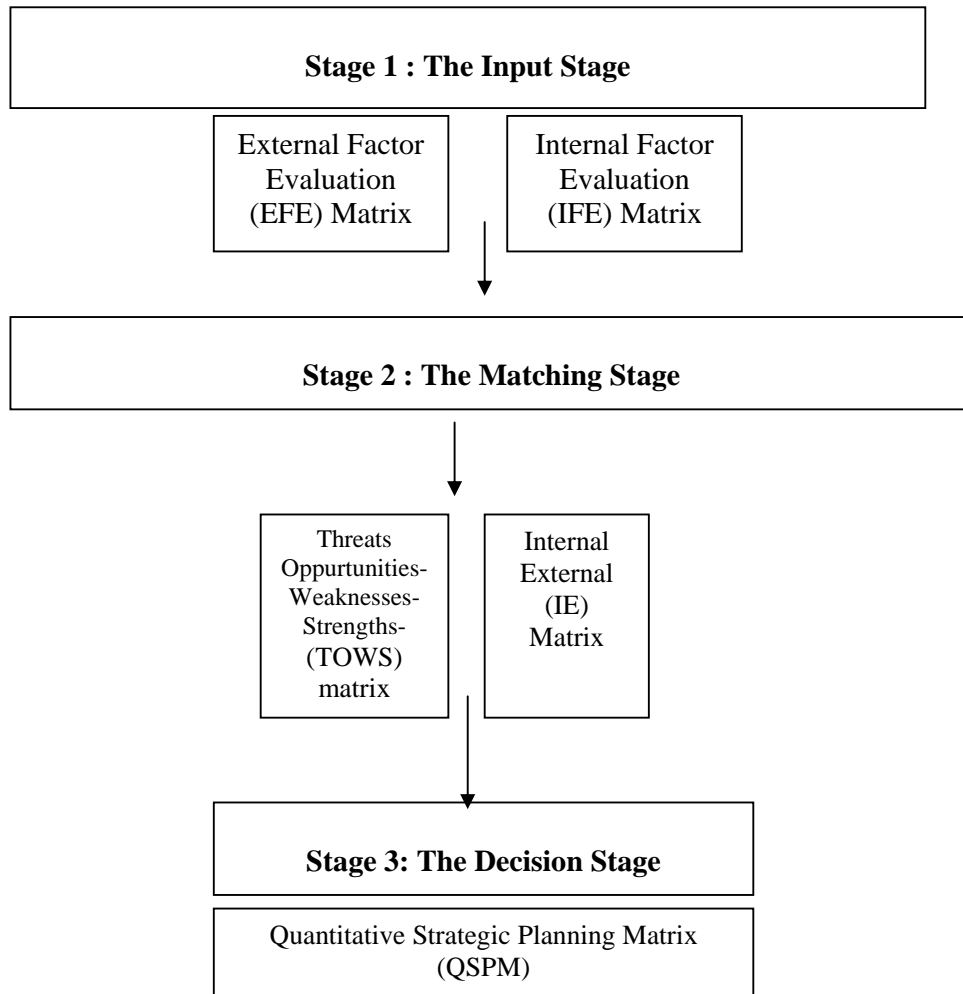 Stage 1 : The Input Stage
External Factor
Evaluation
(EFE) Matrix
Internal Factor
Evaluation
(IFE) Matrix
Stage 2 : The Matching Stage
Threats
Oppurtunities-
Weaknesses-
Strengths-
(TOWS)
matrix
Internal
External
(IE)
Matrix
Stage 3: The Decision Stage
Quantitative Strategic Planning Matrix
(QSPM)